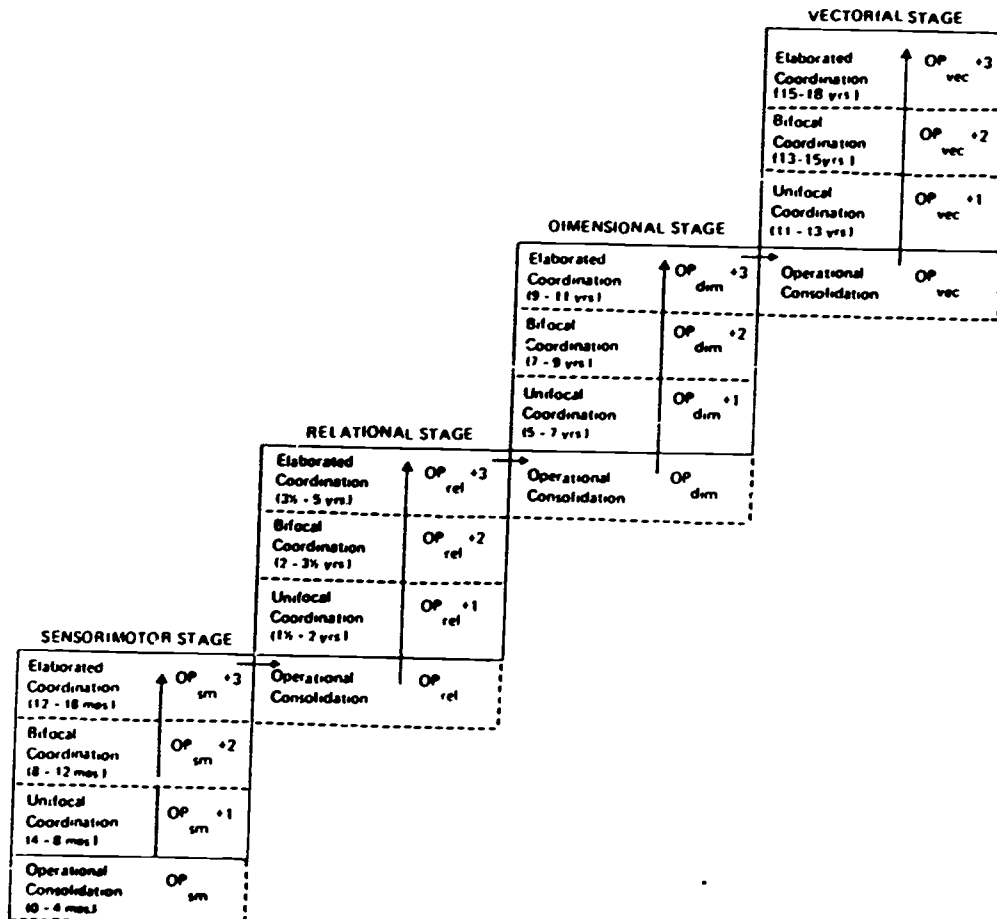 VECTORIAL STAGE
Elaborated
Coordination
(15-18 yrs)
OP vec +3
Bifocal
Coordination
(13-15yrs)
OP vec +2
Unifocal
Coordination
(11 - 13 yrs)
OP vec +1
Operational
Consolidation
OP vec
DIMENSIONAL STAGE
Elaborated
Coordination
(9 - 11 yrs)
OP dim +3
Bifocal
Coordination
(7 - 9 yrs)
OP dim +2
Unifocal
Coordination
(5 - 7 yrs)
OP dim +1
Operational
Consolidation
OP dim
RELATIONAL STAGE
Elaborated
Coordination
(3½ - 5 yrs.)
OP rel +3
Bifocal
Coordination
(2 - 3½ yrs)
OP rel +2
Unifocal
Coordination
(1½ - 2 yrs)
OP rel +1
Operational
Consolidation
OP rel
SENSORIMOTOR STAGE
Elaborated
Coordination
(12 - 18 mos)
OP sm +3
Bifocal
Coordination
(8 - 12 mos)
OP sm +2
Unifocal
Coordination
(4 - 8 mos)
OP sm +1
Operational
Consolidation
(0 - 4 mos)
OP sm